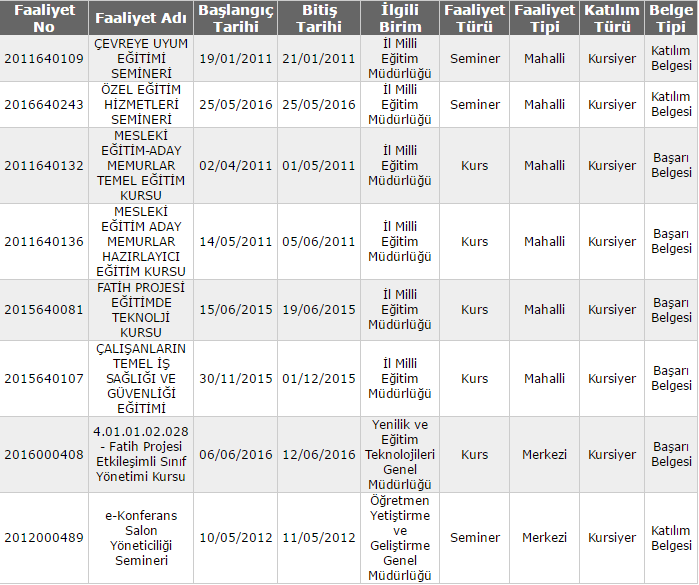 Faaliyet No Faaliyet Adı Başlangıç Tarihi Bitiş Tarihi İlgili Birim Faaliyet Türü Faaliyet Tipi Katılım Türü Belge Tipi
2011640109 ÇEVREYE UYUM EĞİTİMİ SEMİNERİ 19/01/2011 21/01/2011 İl Milli Eğitim Müdürlüğü Seminer Mahalli Kursiyer Katılım Belgesi
2016640243 ÖZEL EĞİTİM HİZMETLERİ SEMİNERİ 25/05/2016 25/05/2016 İl Milli Eğitim Müdürlüğü Seminer Mahalli Kursiyer Katılım Belgesi
2011640132 MESLEKİ EĞİTİM-ADAY MEMURLAR TEMEL EĞİTİM KURSU 02/04/2011 01/05/2011 İl Milli Eğitim Müdürlüğü Kurs Mahalli Kursiyer Başarı Belgesi
2011640136 MESLEKİ EĞİTİM ADAY MEMURLAR HAZIRLAYICI EĞİTİM KURSU 14/05/2011 05/06/2011 İl Milli Eğitim Müdürlüğü Kurs Mahalli Kursiyer Başarı Belgesi
2015640081 FATİH PROJESİ EĞİTİMDE TEKNOLJİ KURSU 15/06/2015 19/06/2015 İl Milli Eğitim Müdürlüğü Kurs Mahalli Kursiyer Başarı Belgesi
2015640107 ÇALIŞANLARIN TEMEL İŞ SAĞLIĞI VE GÜVENLİĞİ EĞİTİMİ 30/11/2015 01/12/2015 İl Milli Eğitim Müdürlüğü Kurs Mahalli Kursiyer Başarı Belgesi
2016000408 4.01.01.02.028 - Fatih Projesi Etkileşimli Sınıf Yönetimi Kursu 06/06/2016 12/06/2016 Yenilik ve Eğitim Teknolojileri Genel Müdürlüğü Kurs Merkezi Kursiyer Başarı Belgesi
2012000489 e-Konferans Salon Yöneticiliği Semineri 10/05/2012 11/05/2012 Öğretmen Yetiştirme ve Geliştirme Genel Müdürlüğü Seminer Merkezi Kursiyer Katılım Belgesi